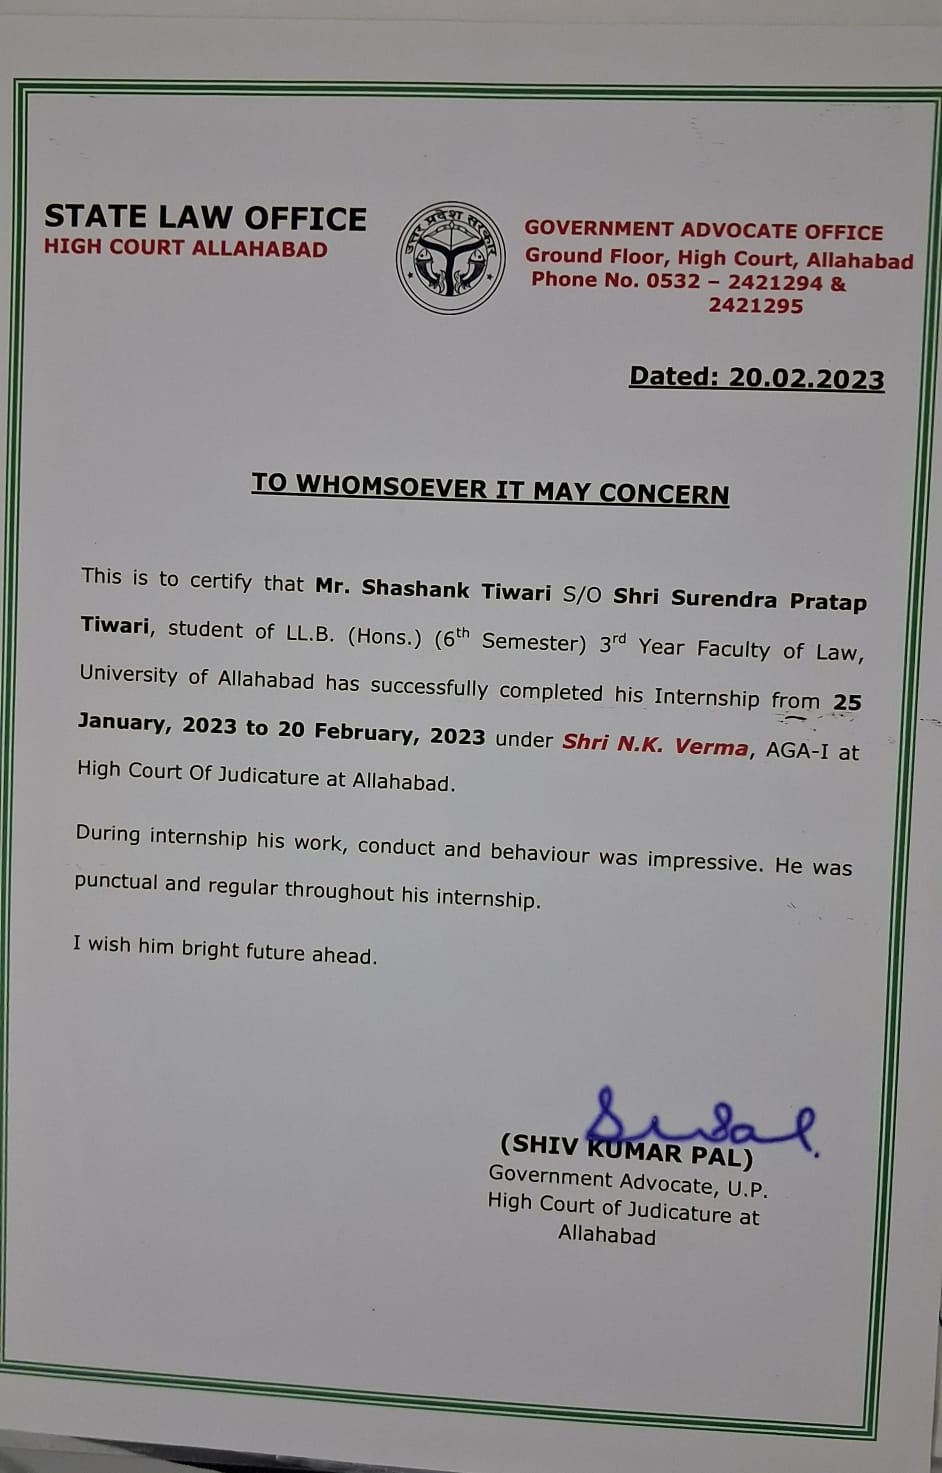 STATE LAW OFFICE
HIGH COURT ALLAHABAD
उत्तर प्रदेश सरकार
GOVERNMENT ADVOCATE OFFICE
Ground Floor, High Court, Allahabad
Phone No. 0532 – 2421294 &
2421295
Dated: 20.02.2023
TO WHOMSOEVER IT MAY CONCERN
This is to certify that Mr. Shashank Tiwari S/O Shri Surendra Pratap
Tiwari, student of LL.B. (Hons.) (6th Semester) 3rd Year Faculty of Law,
University of Allahabad has successfully completed his Internship from 25
January, 2023 to 20 February, 2023 under Shri N.K. Verma, AGA-I at
High Court Of Judicature at Allahabad.
During internship his work, conduct and behaviour was impressive. He was
punctual and regular throughout his internship.
I wish him bright future ahead.
(SHIV KUMAR PAL)
Government Advocate, U.P.
High Court of Judicature at
Allahabad